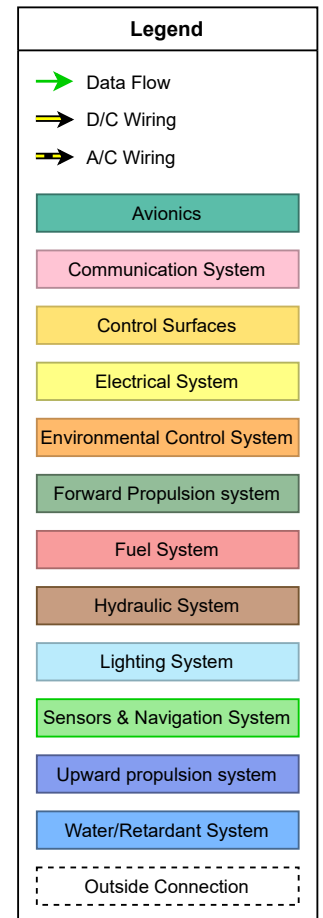 Legend
Data Flow
D/C Wiring
A/C Wiring
Avionics
Communication System
Control Surfaces
Electrical System
Environmental Control System
Forward Propulsion system
Fuel System
Hydraulic System
Lighting System
Sensors & Navigation System
Upward propulsion system
Water/Retardant System
Outside Connection